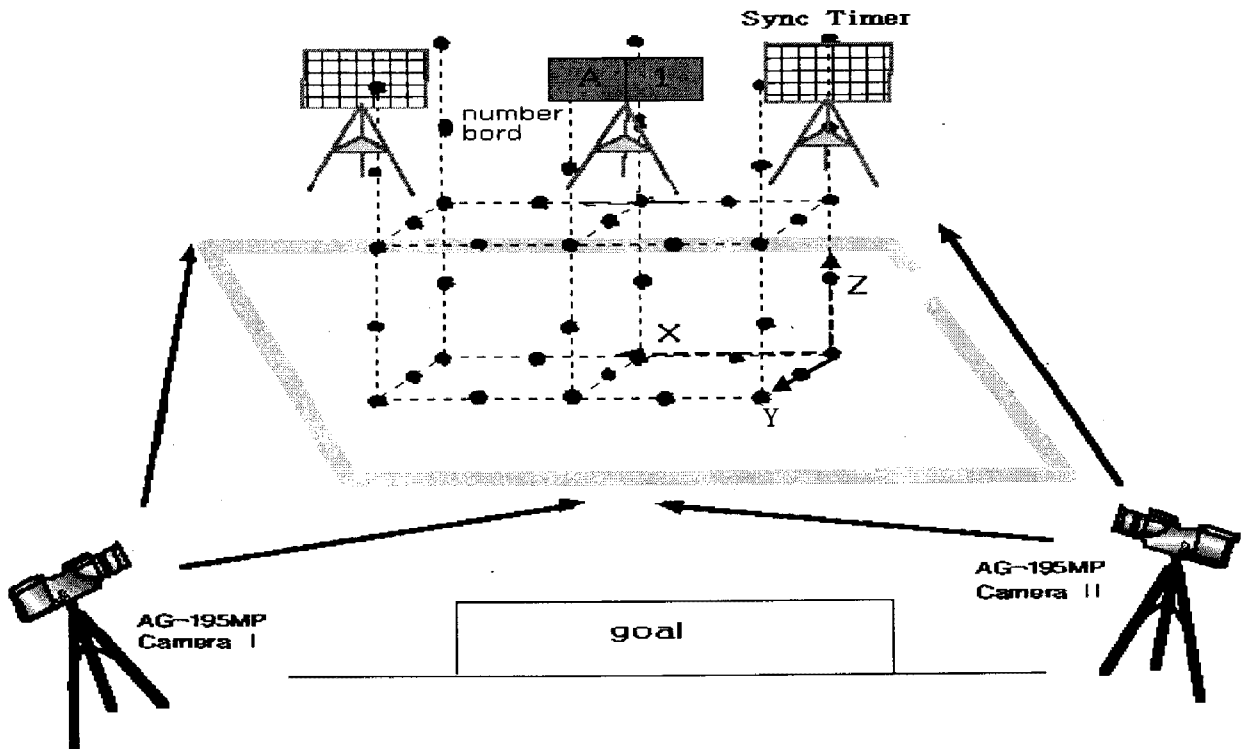 Sync Timer
A 1
number
bord
Z
X
Y
AG-195MP
Camera I
AG-195MP
Camera II
goal